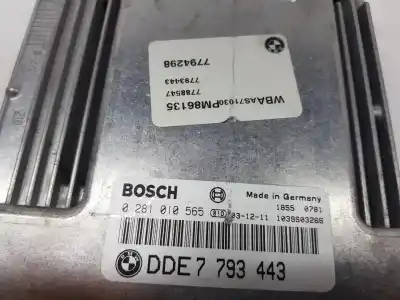 WBAAS71030PM86135
7788547
7793443
7794298
BOSCH
Made in Germany
0 281 010 565
03-12-11
1855 0781
1039S03268
DDE 7 793 443